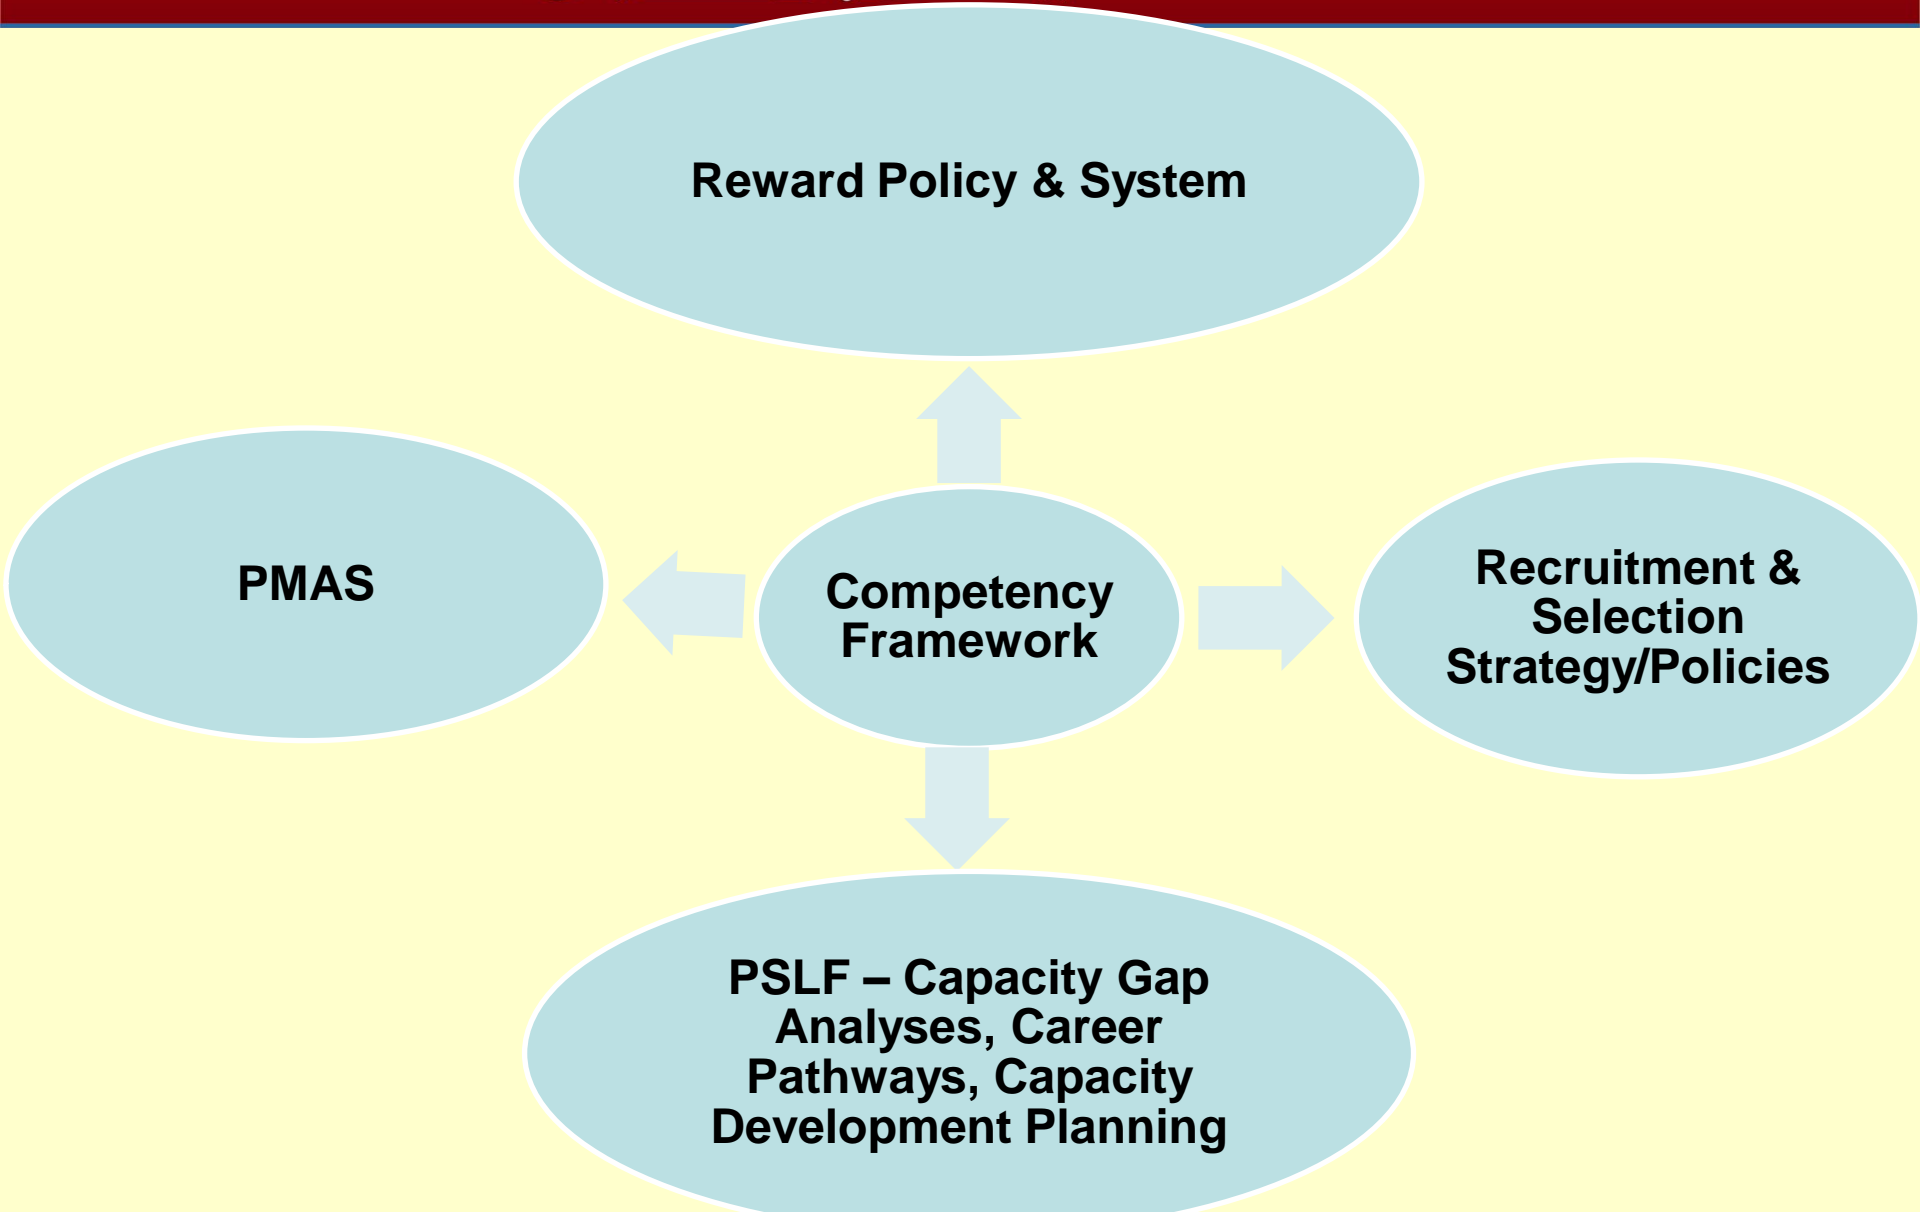 Reward Policy & System
PMAS
Competency
Framework
Recruitment &
Selection
Strategy/Policies
PSLF – Capacity Gap
Analyses, Career
Pathways, Capacity
Development Planning